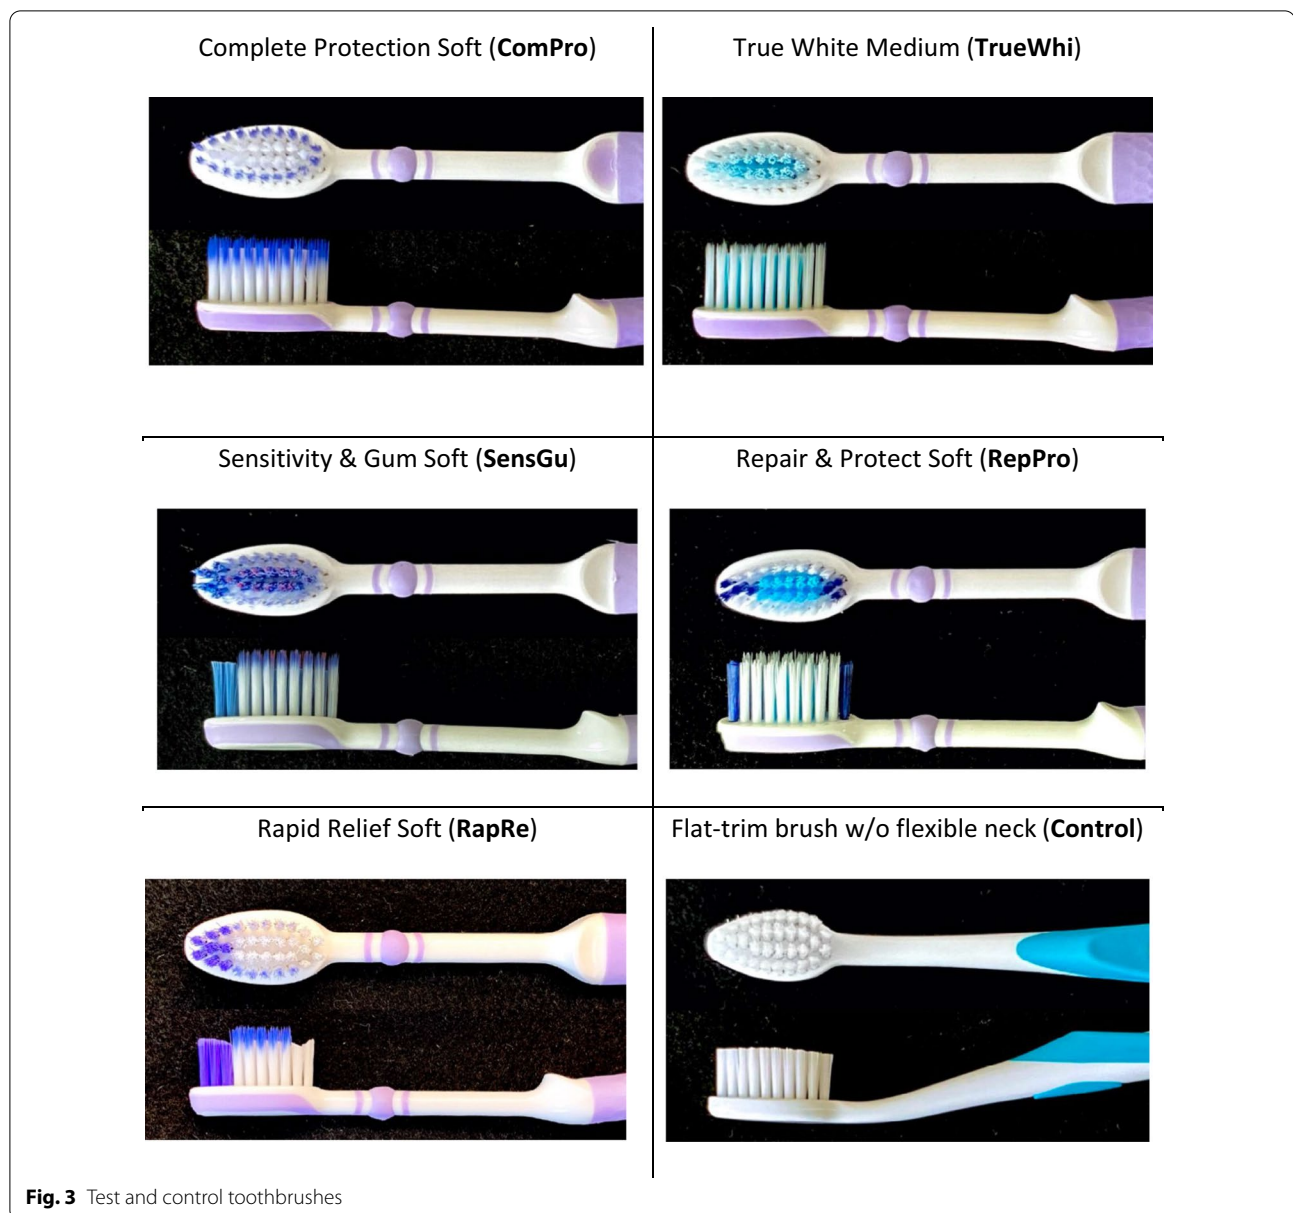 Complete Protection Soft (ComPro)
True White Medium (TrueWhi)
Sensitivity & Gum Soft (SensGu)
Repair & Protect Soft (RepPro)
Rapid Relief Soft (RapRe)
Flat-trim brush w/o flexible neck (Control)
Fig. 3 Test and control toothbrushes